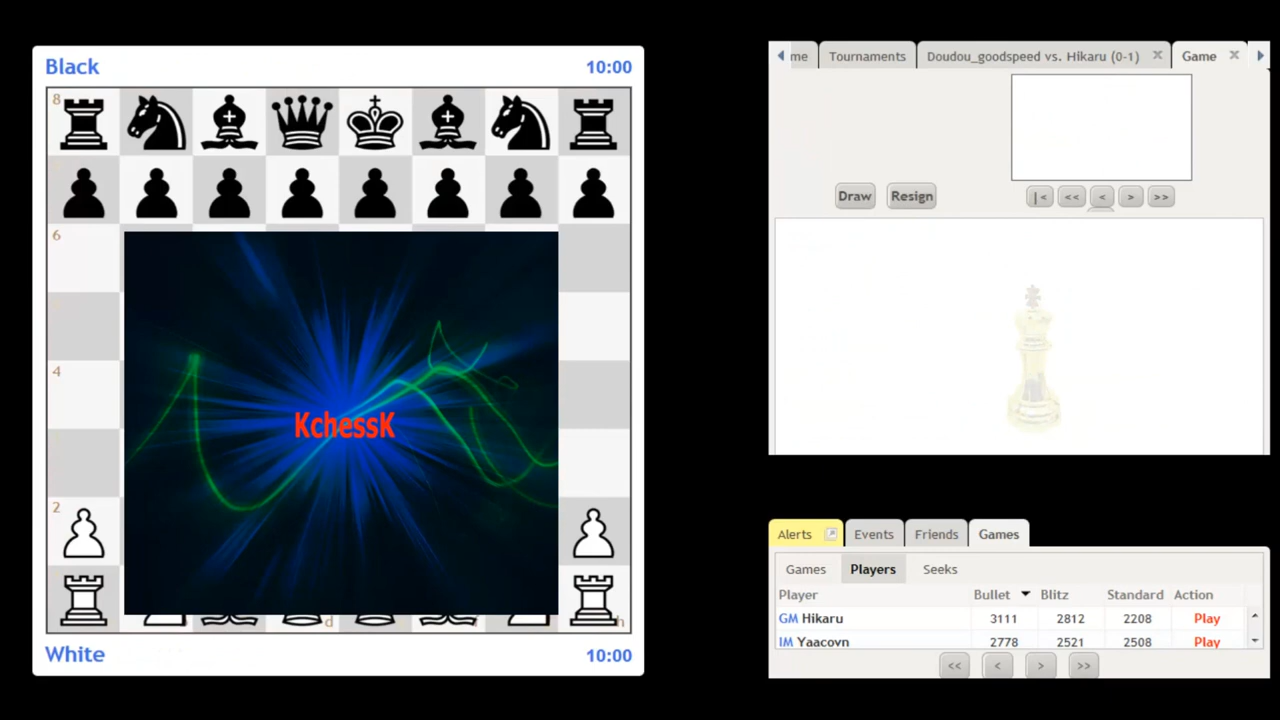 Black 10:00
8
6
4
2
d
h
KchessK
White 10:00
me Tournaments Doudou_goodspeed vs. Hikaru (0-1) Game
Draw Resign |< << < > >>
Alerts Events Friends Games
Games Players Seeks
Player Bullet Blitz Standard Action
GM Hikaru 3111 2812 2208 Play
IM Yaacovn 2778 2521 2508 Play
<< < > >>